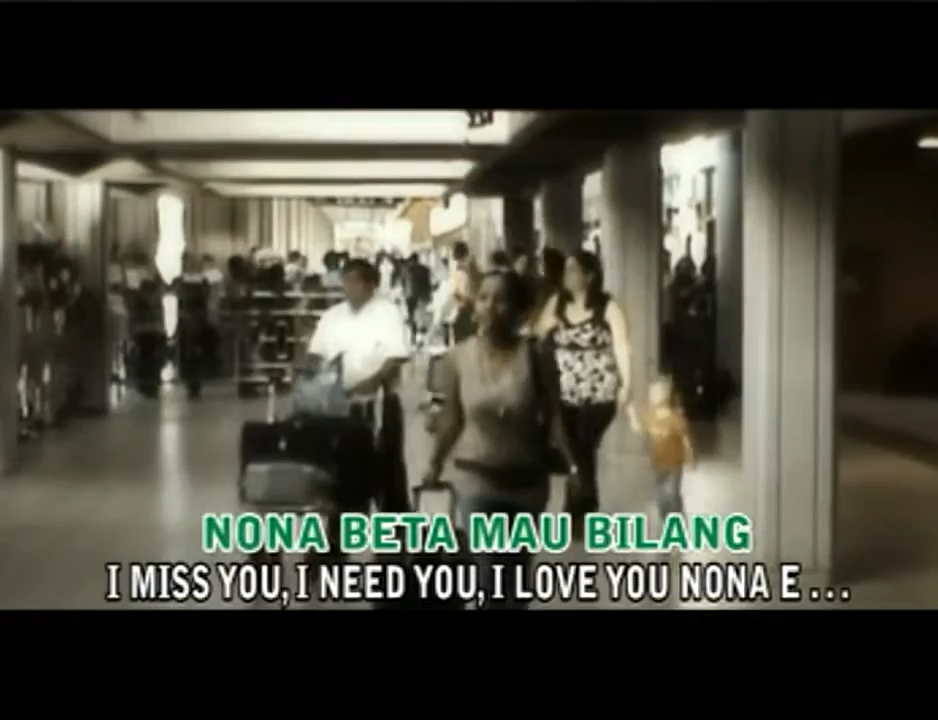 NONA BETA MAU BILANG
I MISS YOU, I NEED YOU, I LOVE YOU NONA E...